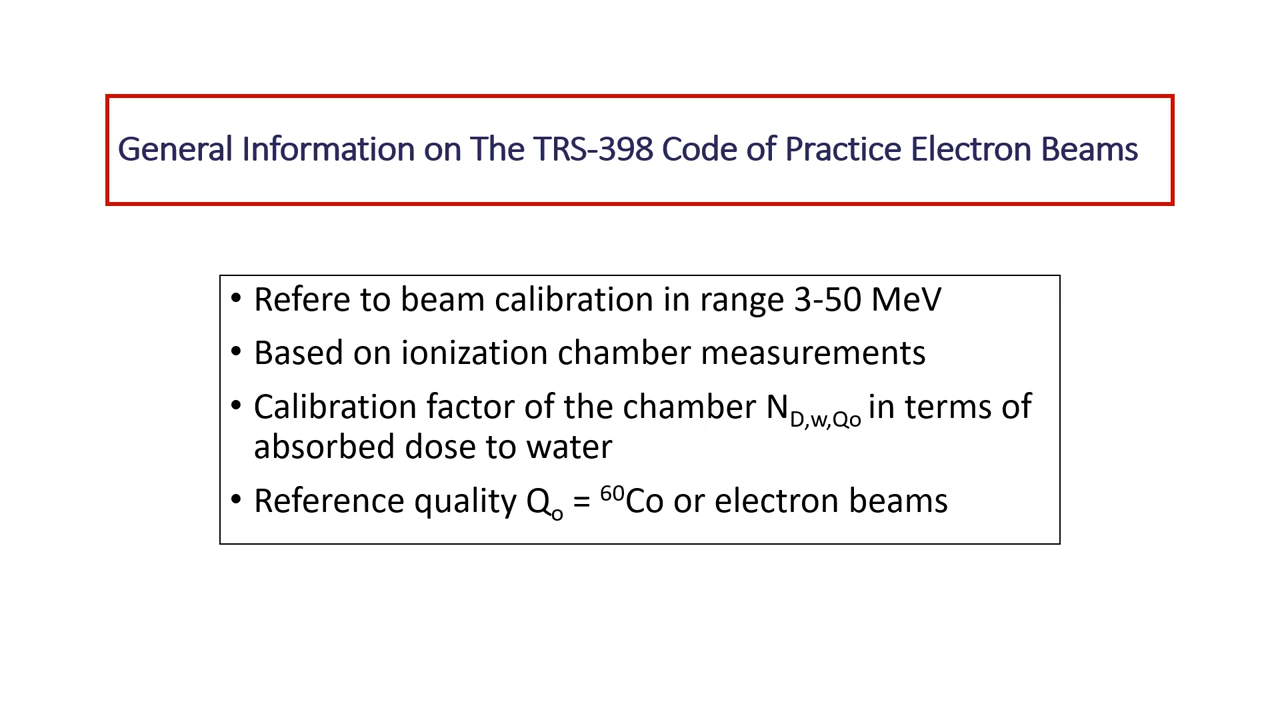 General Information on The TRS-398 Code of Practice Electron Beams
• Refere to beam calibration in range 3-50 MeV
• Based on ionization chamber measurements
• Calibration factor of the chamber N_D,w,Qo in terms of
absorbed dose to water
• Reference quality Q_o = ^60Co or electron beams